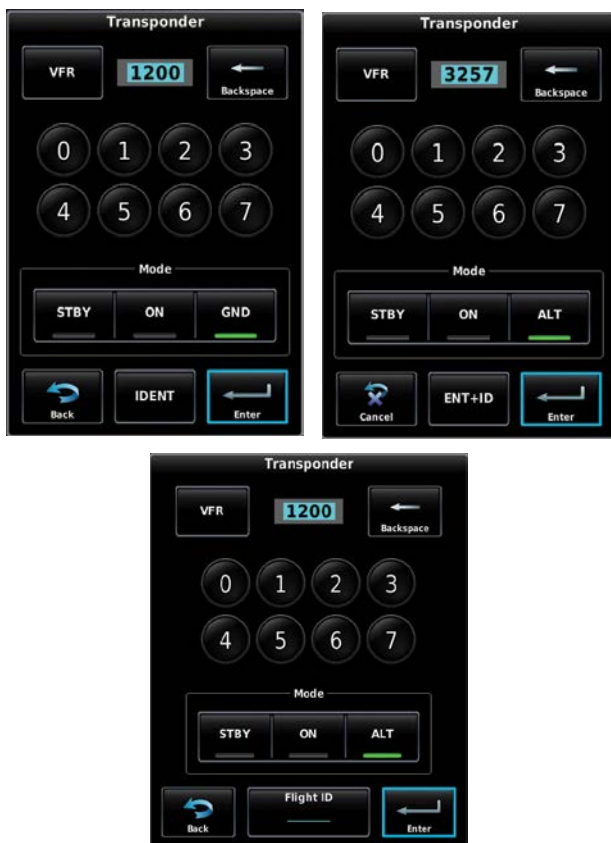 Transponder
VFR 1200 Backspace
0 1 2 3
4 5 6 7
Mode
STBY ON GND
Back IDENT Enter
Transponder
VFR 3257 Backspace
0 1 2 3
4 5 6 7
Mode
STBY ON ALT
Cancel ENT+ID Enter
Transponder
VFR 1200 Backspace
0 1 2 3
4 5 6 7
Mode
STBY ON ALT
Back Flight ID Enter